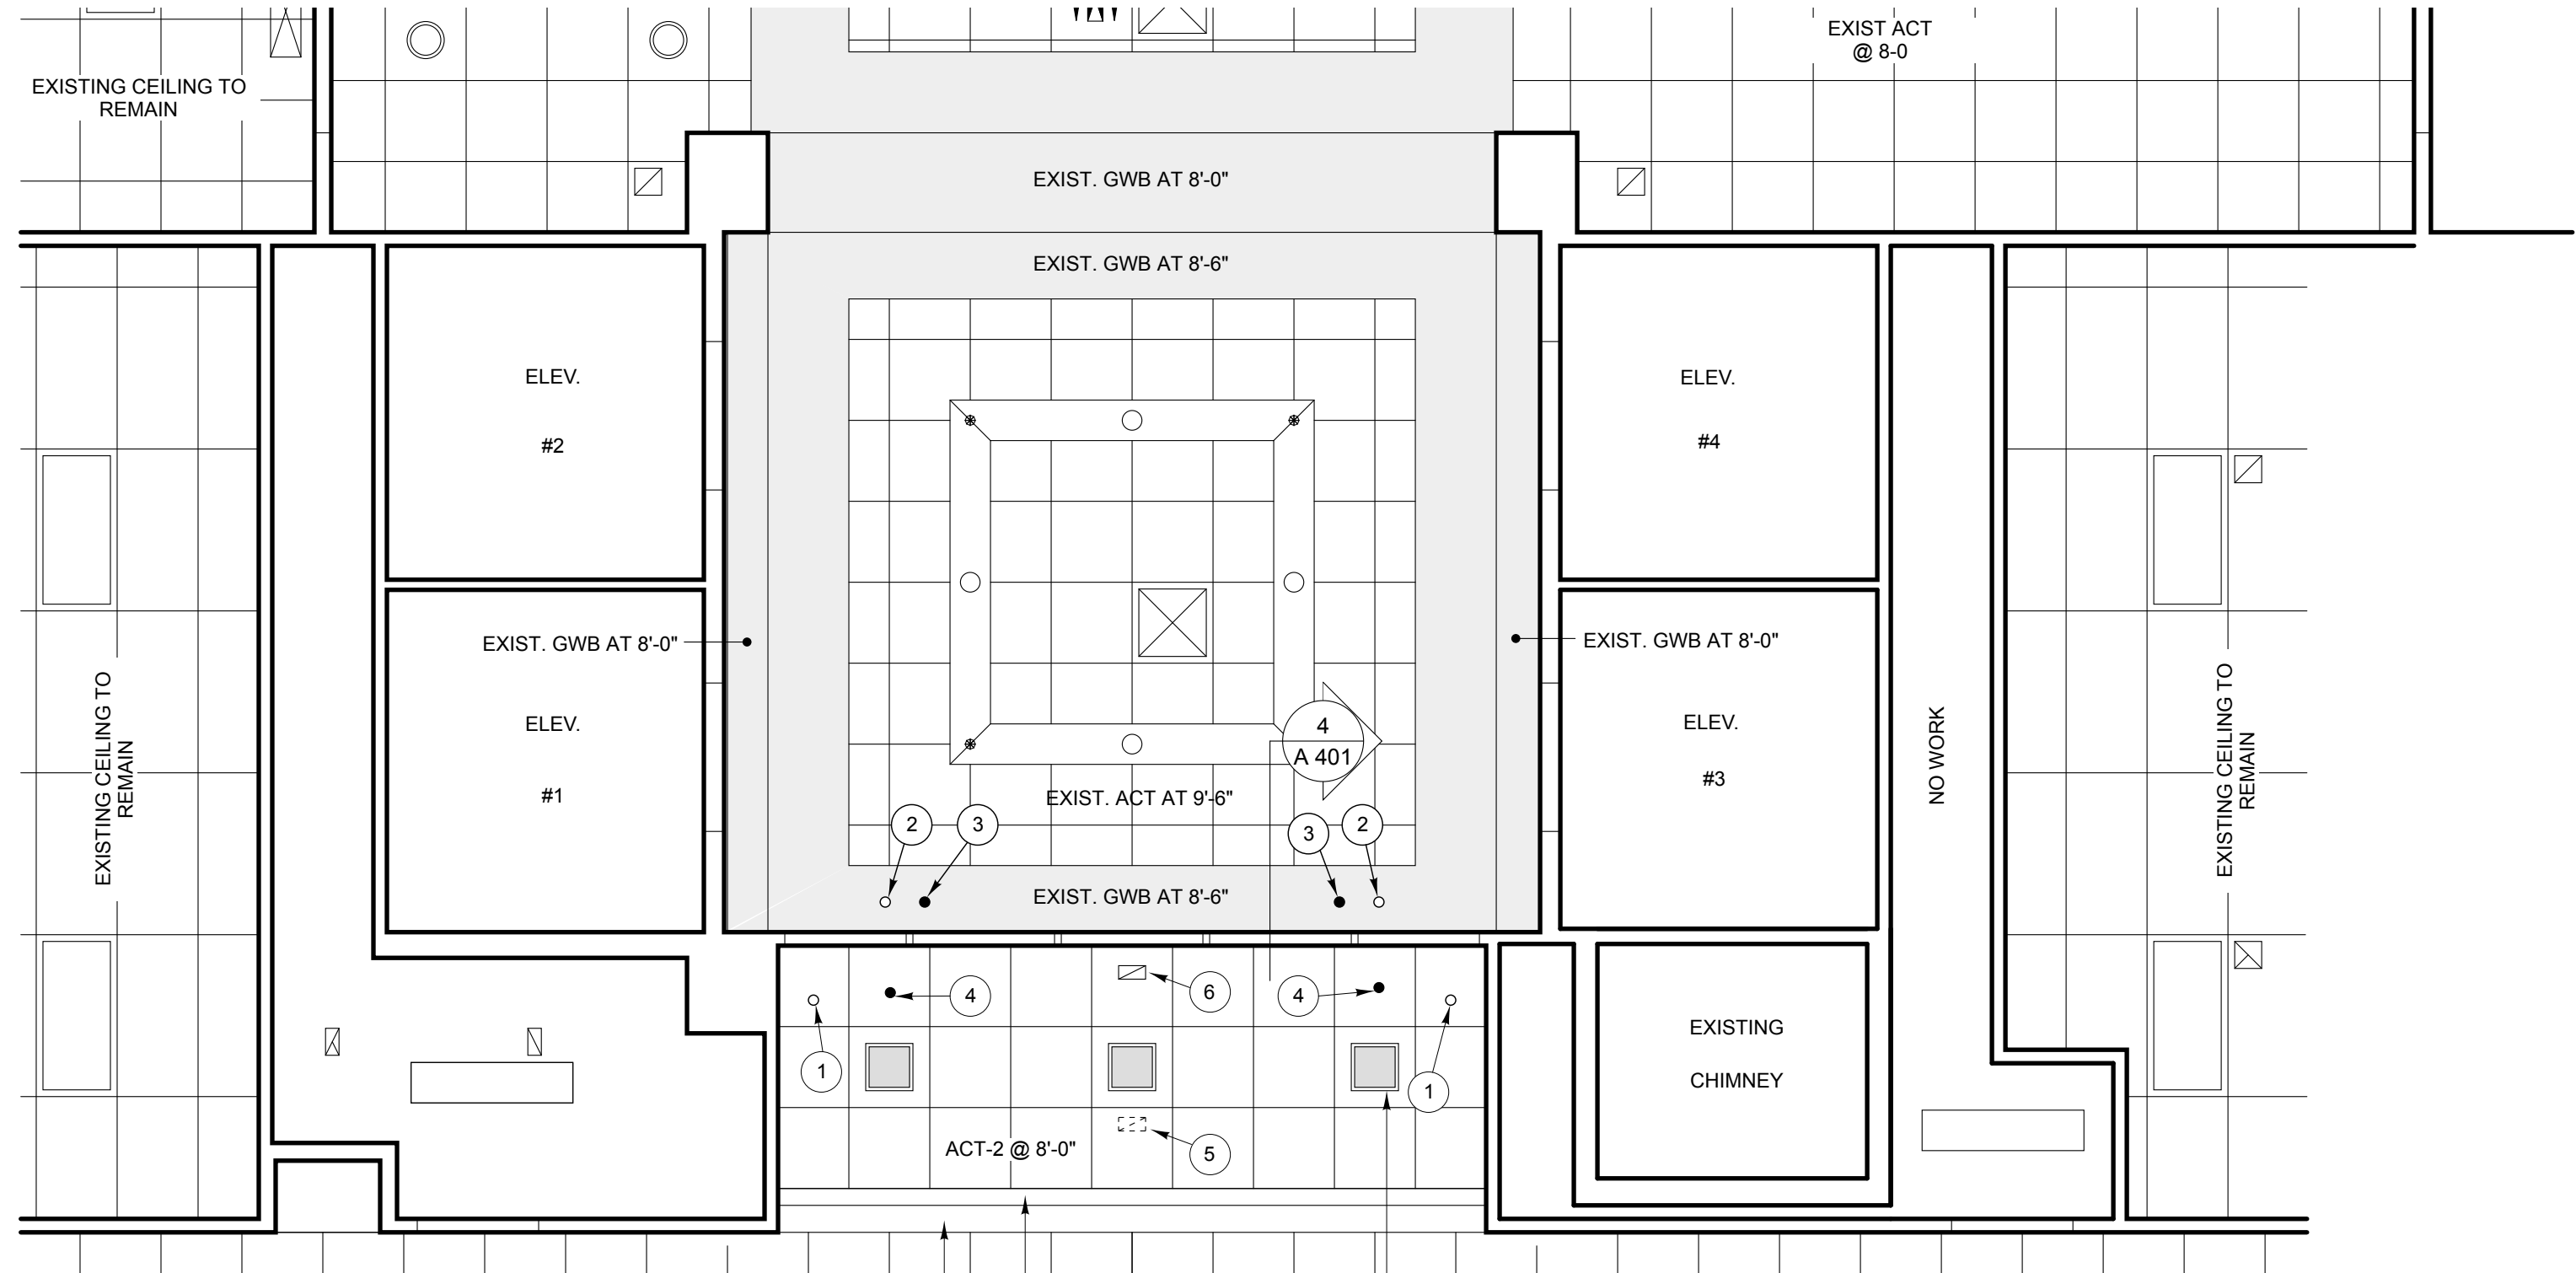 EXIST ACT
@ 8-0
EXISTING CEILING TO
REMAIN
EXIST. GWB AT 8'-0"
EXIST. GWB AT 8'-6"
ELEV.
#2
ELEV.
#4
EXIST. GWB AT 8'-0"
EXIST. GWB AT 8'-0"
ELEV.
#1
ELEV.
#3
4
A 401
EXIST. ACT AT 9'-6"
2
3
3
2
EXIST. GWB AT 8'-6"
EXISTING CEILING TO
REMAIN
NO WORK
EXISTING CEILING TO
REMAIN
4
6
4
1
1
EXISTING
CHIMNEY
ACT-2 @ 8'-0"
5